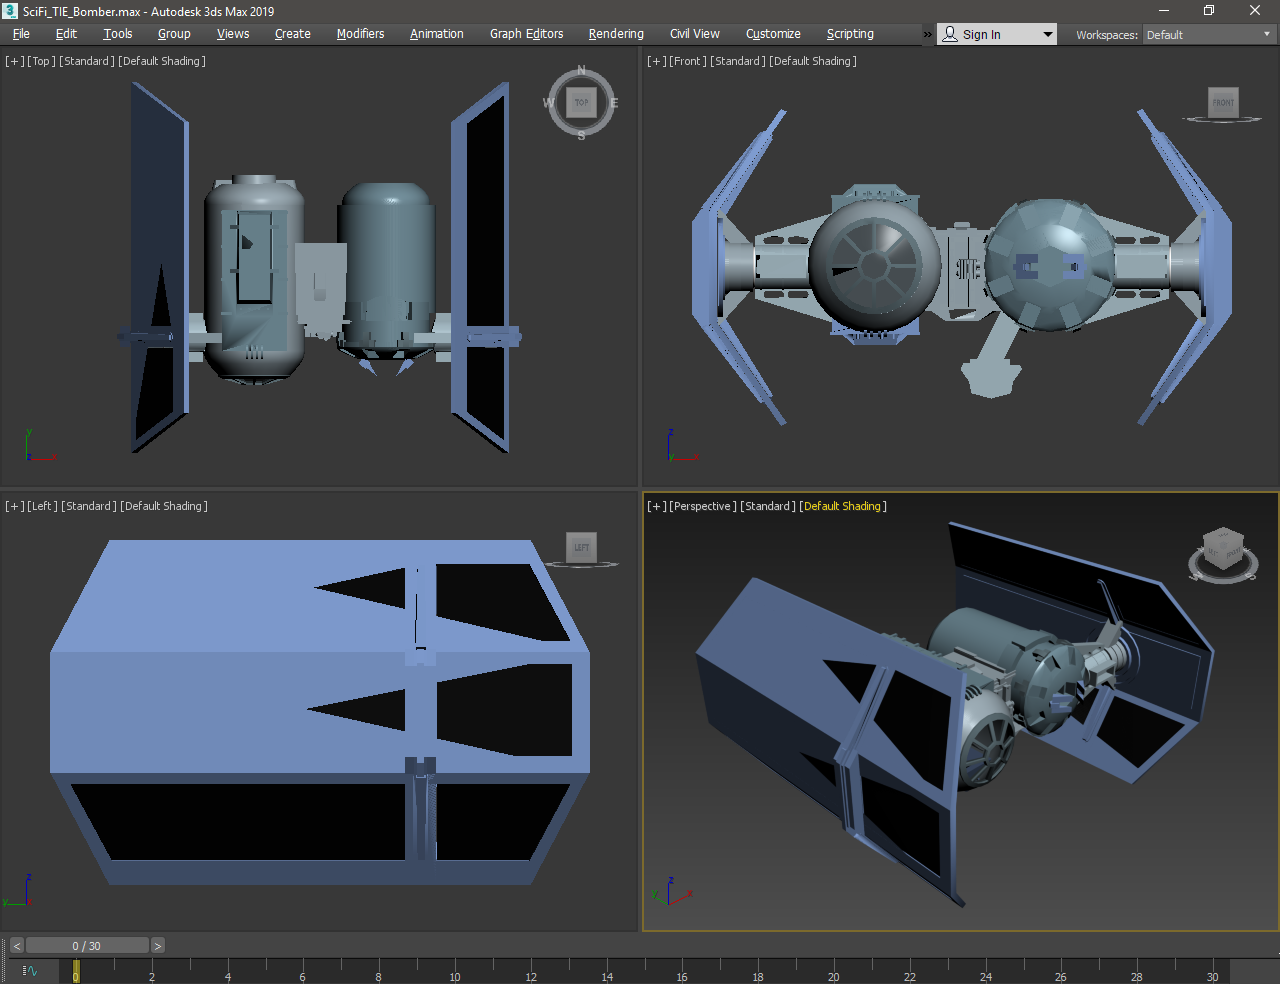 SciFi_TIE_Bomber.max - Autodesk 3ds Max 2019
File Edit Tools Group Views Create Modifiers Animation Graph Editors Rendering Civil View Customize Scripting » Sign In Workspaces: Default
[+] [Top] [Standard] [Default Shading]
N
W TOP E
S
[+] [Front] [Standard] [Default Shading]
FRONT
y
z x
z
y x
[+] [Left] [Standard] [Default Shading]
LEFT
z
y
[+] [Perspective] [Standard] [Default Shading]
W S
z
y x
< 0 / 30 >
0 2 4 6 8 10 12 14 16 18 20 22 24 26 28 30